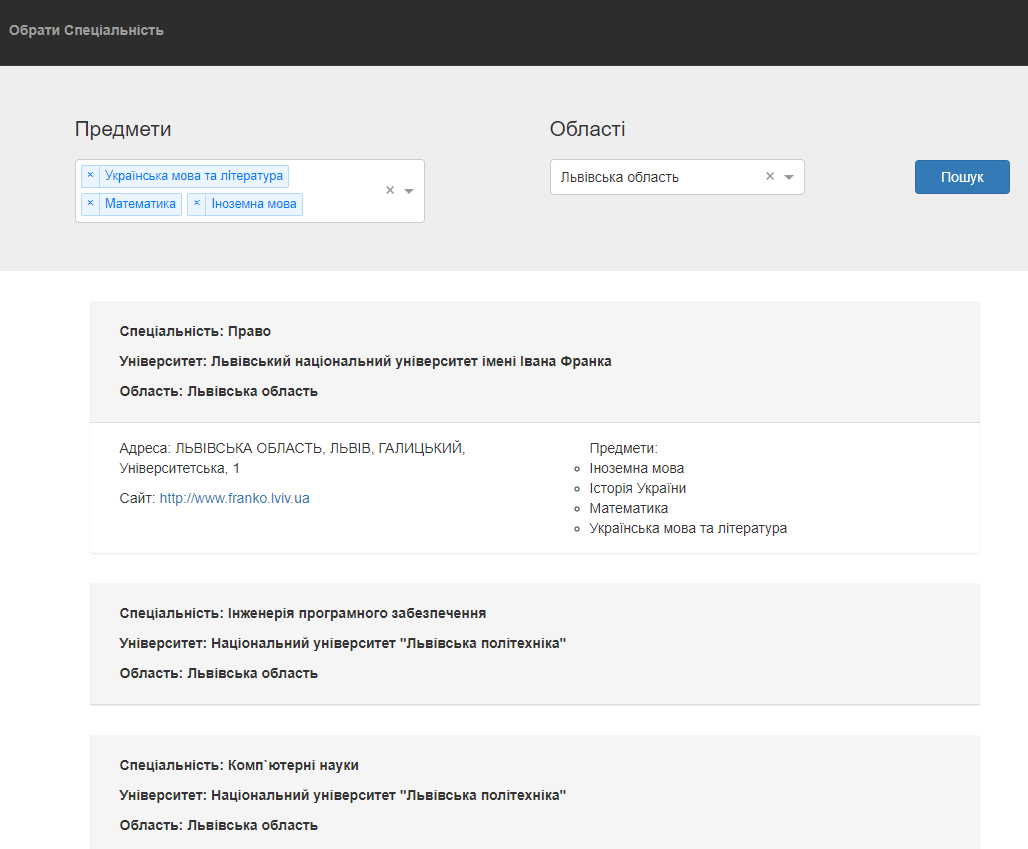 Обрати Спеціальність
Предмети
Області
× Українська мова та література
× Математика × Іноземна мова
×
Львівська область ×
Пошук
Спеціальність: Право
Університет: Львівський національний університет імені Івана Франка
Область: Львівська область
Адреса: ЛЬВІВСЬКА ОБЛАСТЬ, ЛЬВІВ, ГАЛИЦЬКИЙ,
Університетська, 1
Сайт: http://www.franko.lviv.ua
Предмети:
Іноземна мова
Історія України
Математика
Українська мова та література
Спеціальність: Інженерія програмного забезпечення
Університет: Національний університет "Львівська політехніка"
Область: Львівська область
Спеціальність: Комп`ютерні науки
Університет: Національний університет "Львівська політехніка"
Область: Львівська область